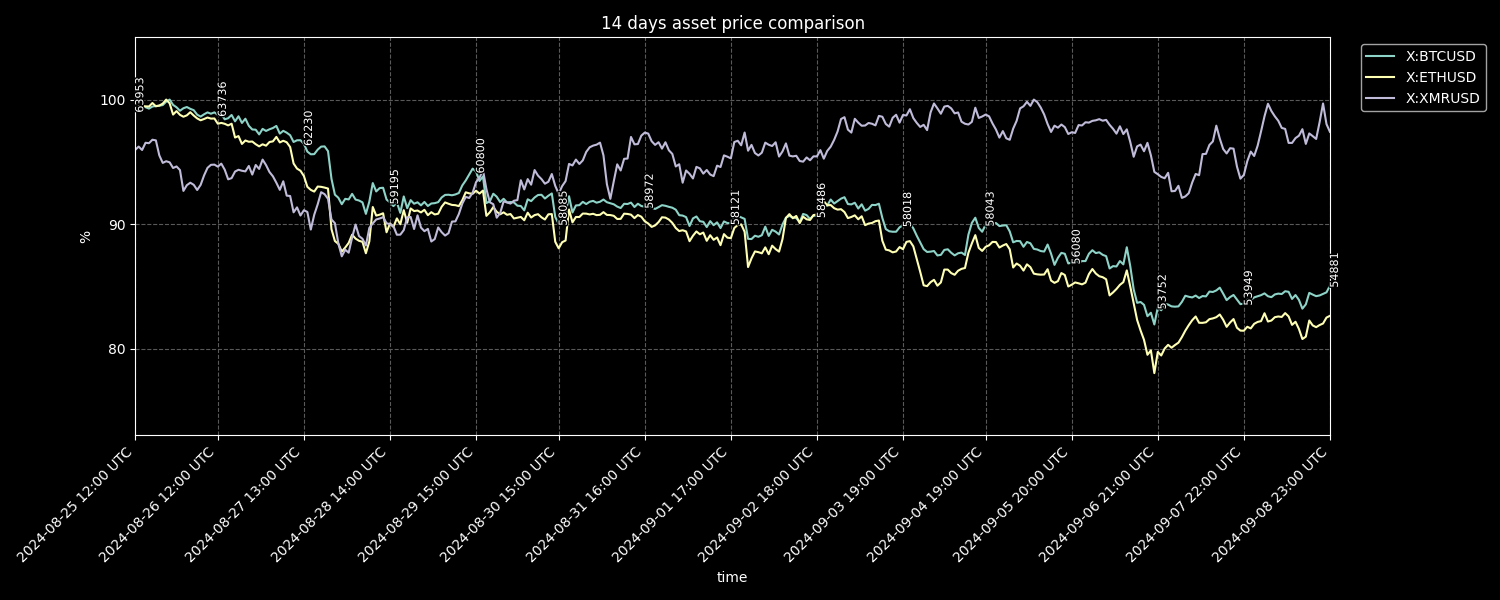 14 days asset price comparison
X:BTCUSD
X:ETHUSD
X:XMRUSD
100
90
80
%
63953
63736
62230
59195
60800
58085
58972
58121
58486
58018
58043
56080
53752
53949
54881
2024-08-25 12:00 UTC
2024-08-26 12:00 UTC
2024-08-27 13:00 UTC
2024-08-28 14:00 UTC
2024-08-29 15:00 UTC
2024-08-30 15:00 UTC
2024-08-31 16:00 UTC
2024-09-01 17:00 UTC
2024-09-02 18:00 UTC
2024-09-03 19:00 UTC
2024-09-04 19:00 UTC
2024-09-05 20:00 UTC
2024-09-06 21:00 UTC
2024-09-07 22:00 UTC
2024-09-08 23:00 UTC
time